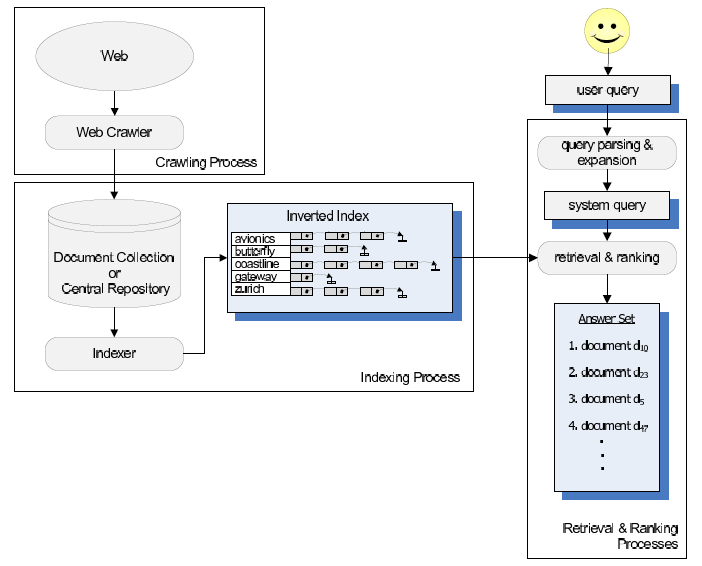 Web
Web Crawler
Crawling Process
Document Collection
or
Central Repository
Indexer
Inverted Index
avionics
butterfly
coastline
gateway
zurich
Indexing Process
user query
query parsing &
expansion
system query
retrieval & ranking
Answer Set
1. document d10
2. document d23
3. document d5
4. document d47
Retrieval & Ranking
Processes